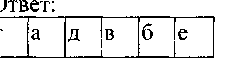 Ответ:
г а д в б е